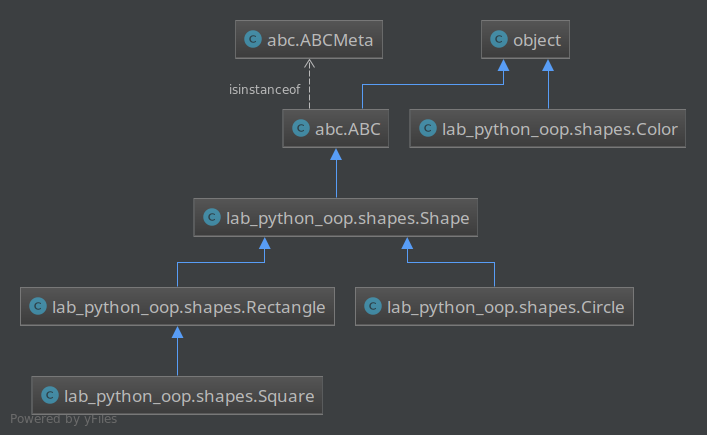 abc.ABCMeta
object
isinstanceof
abc.ABC
lab_python_oop.shapes.Color
lab_python_oop.shapes.Shape
lab_python_oop.shapes.Rectangle
lab_python_oop.shapes.Circle
lab_python_oop.shapes.Square
Powered by yFiles